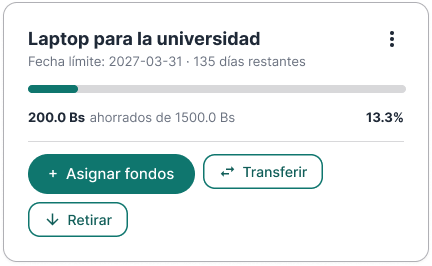 Laptop para la universidad
Fecha límite: 2027-03-31 · 135 días restantes
200.0 Bs ahorrados de 1500.0 Bs 13.3%
+ Asignar fondos Transferir
Retirar